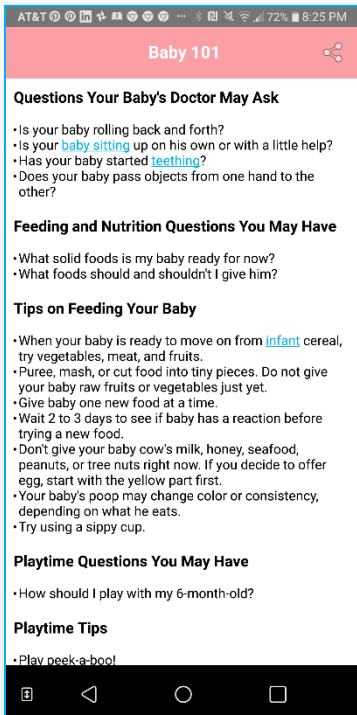 AT&T 72% 8:25 PM
Baby 101
Questions Your Baby's Doctor May Ask
•Is your baby rolling back and forth?
•Is your baby sitting up on his own or with a little help?
•Has your baby started teething?
•Does your baby pass objects from one hand to the
other?
Feeding and Nutrition Questions You May Have
•What solid foods is my baby ready for now?
•What foods should and shouldn't I give him?
Tips on Feeding Your Baby
•When your baby is ready to move on from infant cereal,
try vegetables, meat, and fruits.
•Puree, mash, or cut food into tiny pieces. Do not give
your baby raw fruits or vegetables just yet.
•Give baby one new food at a time.
•Wait 2 to 3 days to see if baby has a reaction before
trying a new food.
•Don't give your baby cow's milk, honey, seafood,
peanuts, or tree nuts right now. If you decide to offer
egg, start with the yellow part first.
•Your baby's poop may change color or consistency,
depending on what he eats.
•Try using a sippy cup.
Playtime Questions You May Have
•How should I play with my 6-month-old?
Playtime Tips
•Play peek-a-boo!